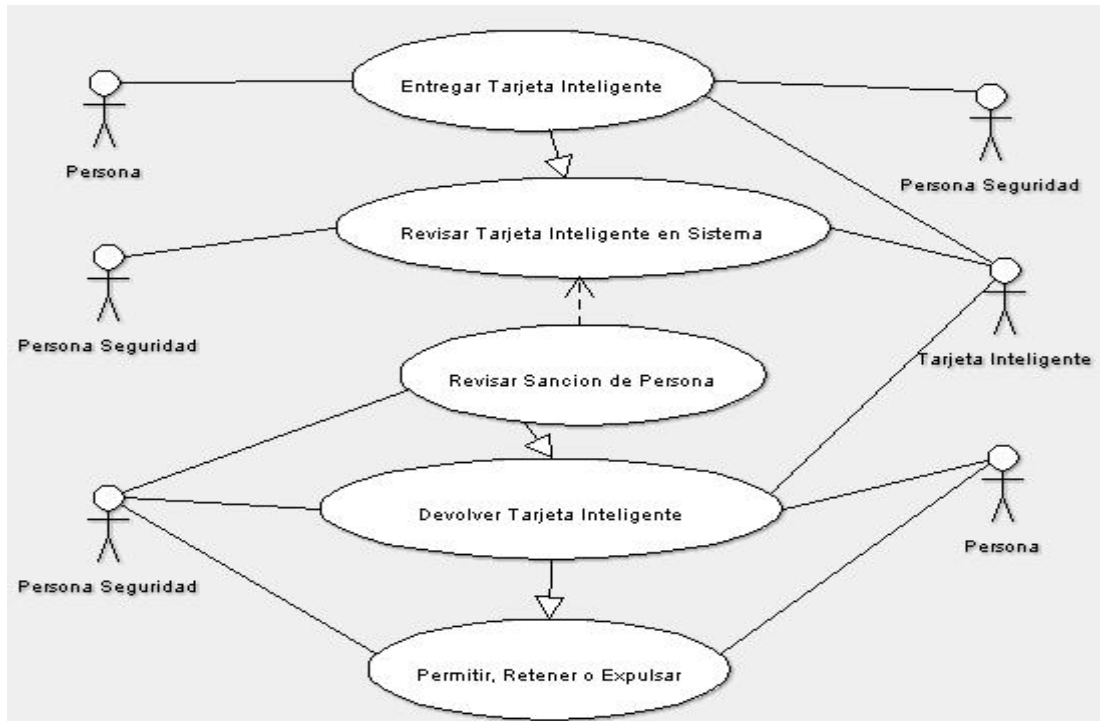 Entregar Tarjeta Inteligente
Persona
Persona Seguridad
Revisar Tarjeta Inteligente en Sistema
Persona Seguridad
Tarjeta Inteligente
Revisar Sancion de Persona
Devolver Tarjeta Inteligente
Persona
Persona Seguridad
Permitir, Retener o Expulsar